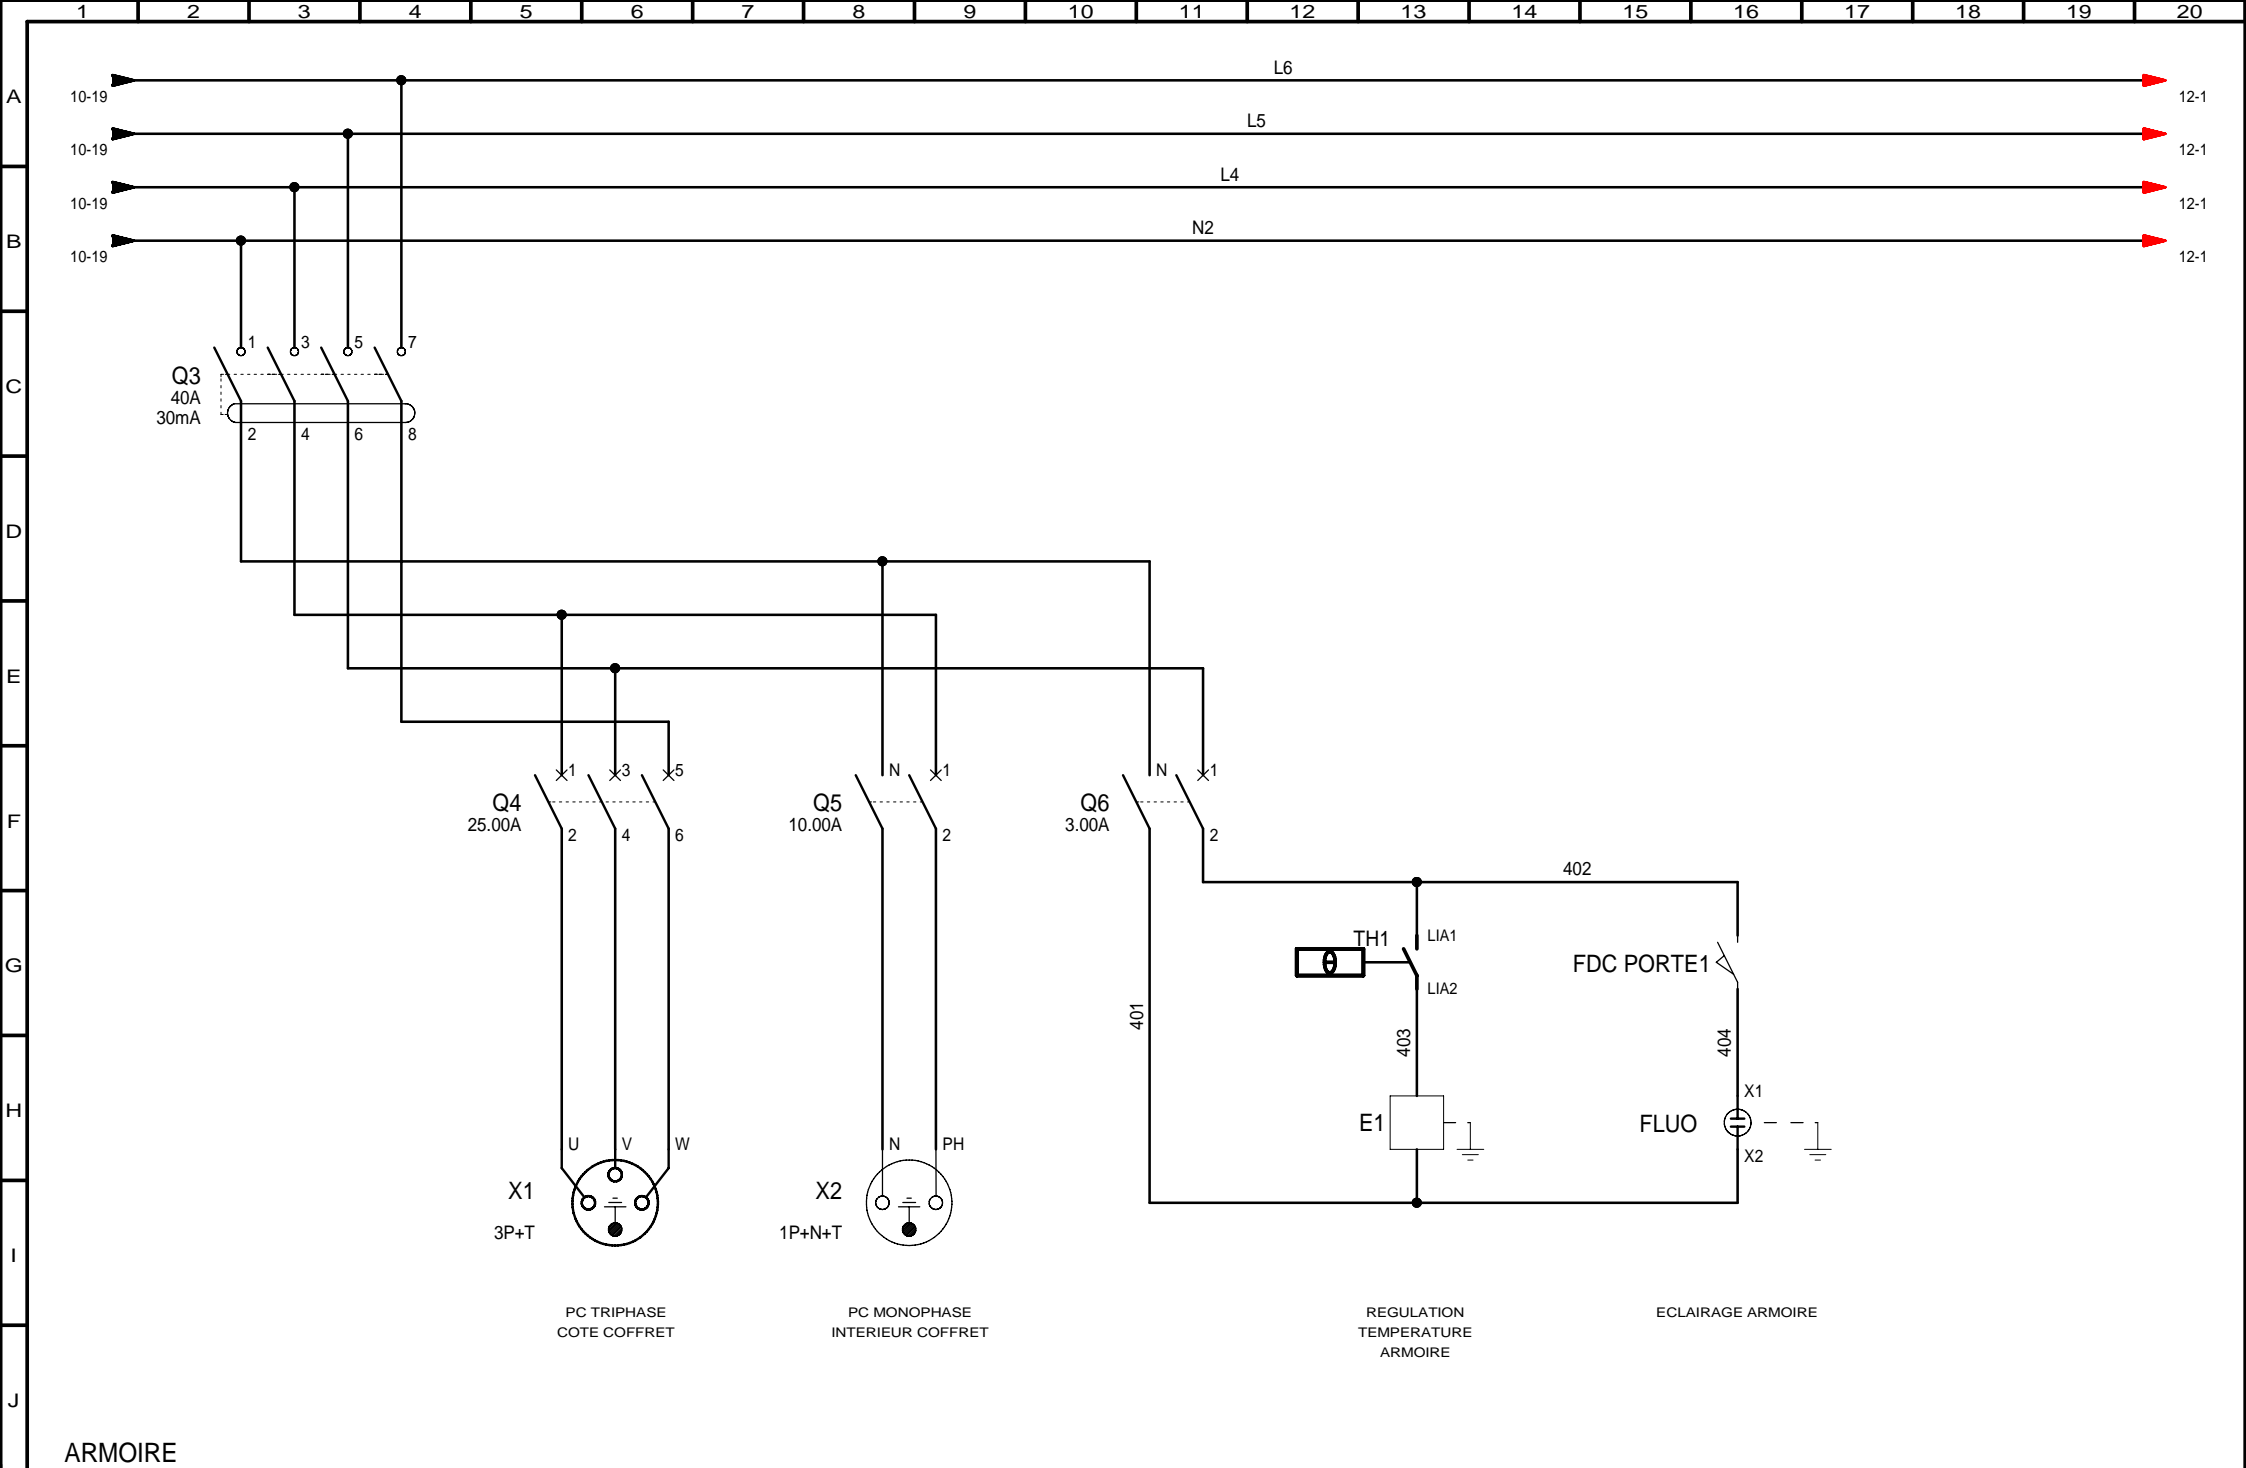 1 2 3 4 5 6 7 8 9 10 11 12 13 14 15 16 17 18 19 20
L6
A 10-19 12-1
L5
10-19 12-1
L4
10-19 12-1
N2
B
10-19 12-1
1 3 5 7
Q3
C
40A
30mA
2 4 6 8
D
E
1 3 5 N 1 N 1
Q4 Q5 Q6
F
25.00A 10.00A 3.00A
2 4 6 2 2
402
TH1 LIA1
G
FDC PORTE1
LIA2
401 403 404
X1
H
E1 FLUO
U V W N PH X2
X1 X2
3P+T 1P+N+T
I
PC TRIPHASE PC MONOPHASE REGULATION ECLAIRAGE ARMOIRE
COTE COFFRET INTERIEUR COFFRET TEMPERATURE
ARMOIRE
J
ARMOIRE